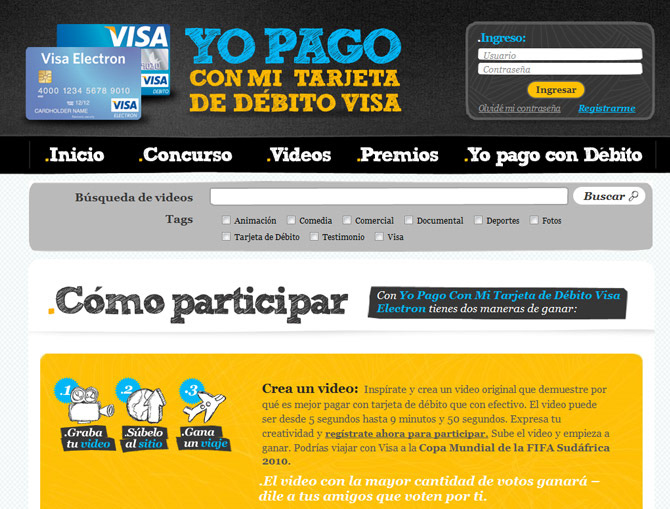 VISA
Visa Electron
4000 1234 5678 9010
12/12
CARDHOLDER NAME
VISA
ELECTRON
VISA
DEBITO
YO PAGO
CON MI TARJETA
DE DÉBITO VISA
.Ingreso:
Usuario
Contraseña
Ingresar
Olvidé mi contraseña Registrarme
.Inicio .Concurso .Videos .Premios .Yo pago con Débito
Búsqueda de videos Buscar
Tags Animación Comedia Comercial Documental Deportes Fotos
Tarjeta de Débito Testimonio Visa
.Cómo participar
Con Yo Pago Con Mi Tarjeta de Débito Visa
Electron tienes dos maneras de ganar:
.1 .2 .3
.Graba
tu video
.Súbelo
al sitio
.Gana
un viaje
Crea un video: Inspírate y crea un video original que demuestre por
qué es mejor pagar con tarjeta de débito que con efectivo. El video puede
ser desde 5 segundos hasta 9 minutos y 50 segundos. Expresa tu
creatividad y regístrate ahora para participar. Sube el video y empieza a
ganar. Podrías viajar con Visa a la Copa Mundial de la FIFA Sudáfrica
2010.
.El video con la mayor cantidad de votos ganará –
dile a tus amigos que voten por ti.